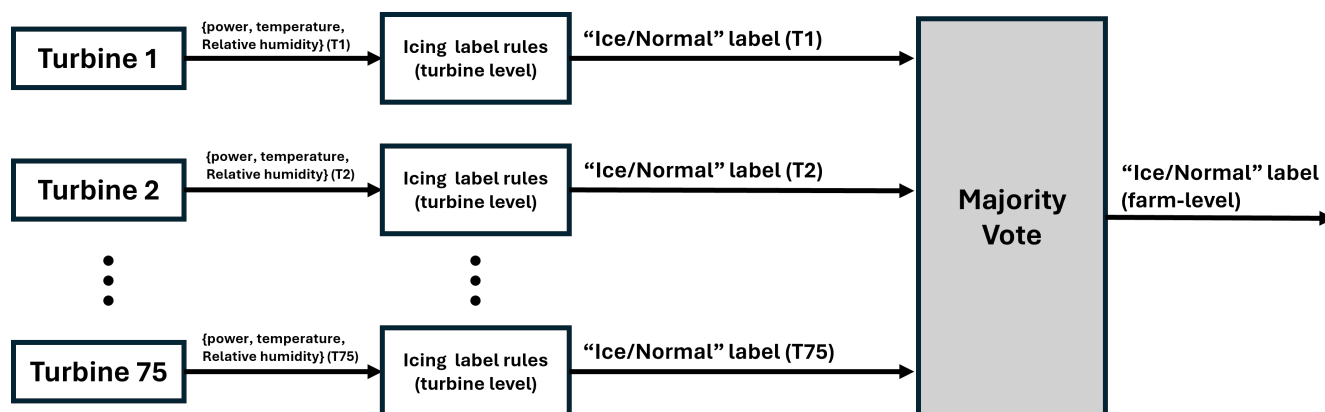 Turbine 1
{power, temperature,
Relative humidity} (T1)
Icing label rules
(turbine level)
“Ice/Normal” label (T1)
Turbine 2
{power, temperature,
Relative humidity} (T2)
Icing label rules
(turbine level)
“Ice/Normal” label (T2)
Turbine 75
{power, temperature,
Relative humidity} (T75)
Icing label rules
(turbine level)
“Ice/Normal” label (T75)
Majority
Vote
“Ice/Normal” label
(farm-level)